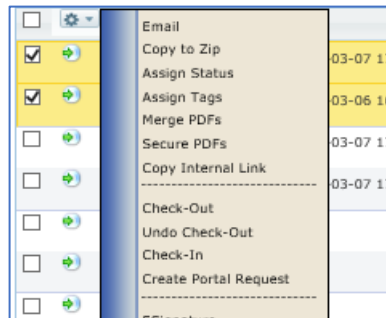 Email
Copy to Zip
-03-07 1
Assign Status
Assign Tags
-03-06 1
Merge PDFs
Secure PDFs
-03-07 1
Copy Internal Link
-03-07 1
Check-Out
Undo Check-Out
Check-In
Create Portal Request